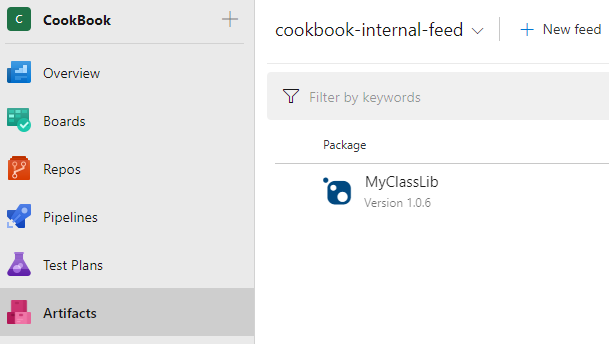 C CookBook
Overview
Boards
Repos
Pipelines
Test Plans
Artifacts
cookbook-internal-feed
New feed
Filter by keywords
Package
MyClassLib
Version 1.0.6